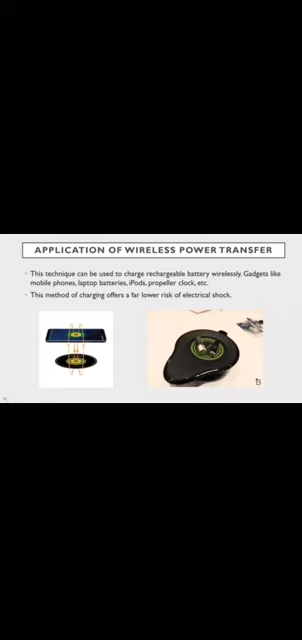 APPLICATION OF WIRELESS POWER TRANSFER
• This technique can be used to charge rechargeable battery wirelessly. Gadgets like
mobile phones, laptop batteries, iPods, propeller clock, etc.
• This method of charging offers a far lower risk of electrical shock.